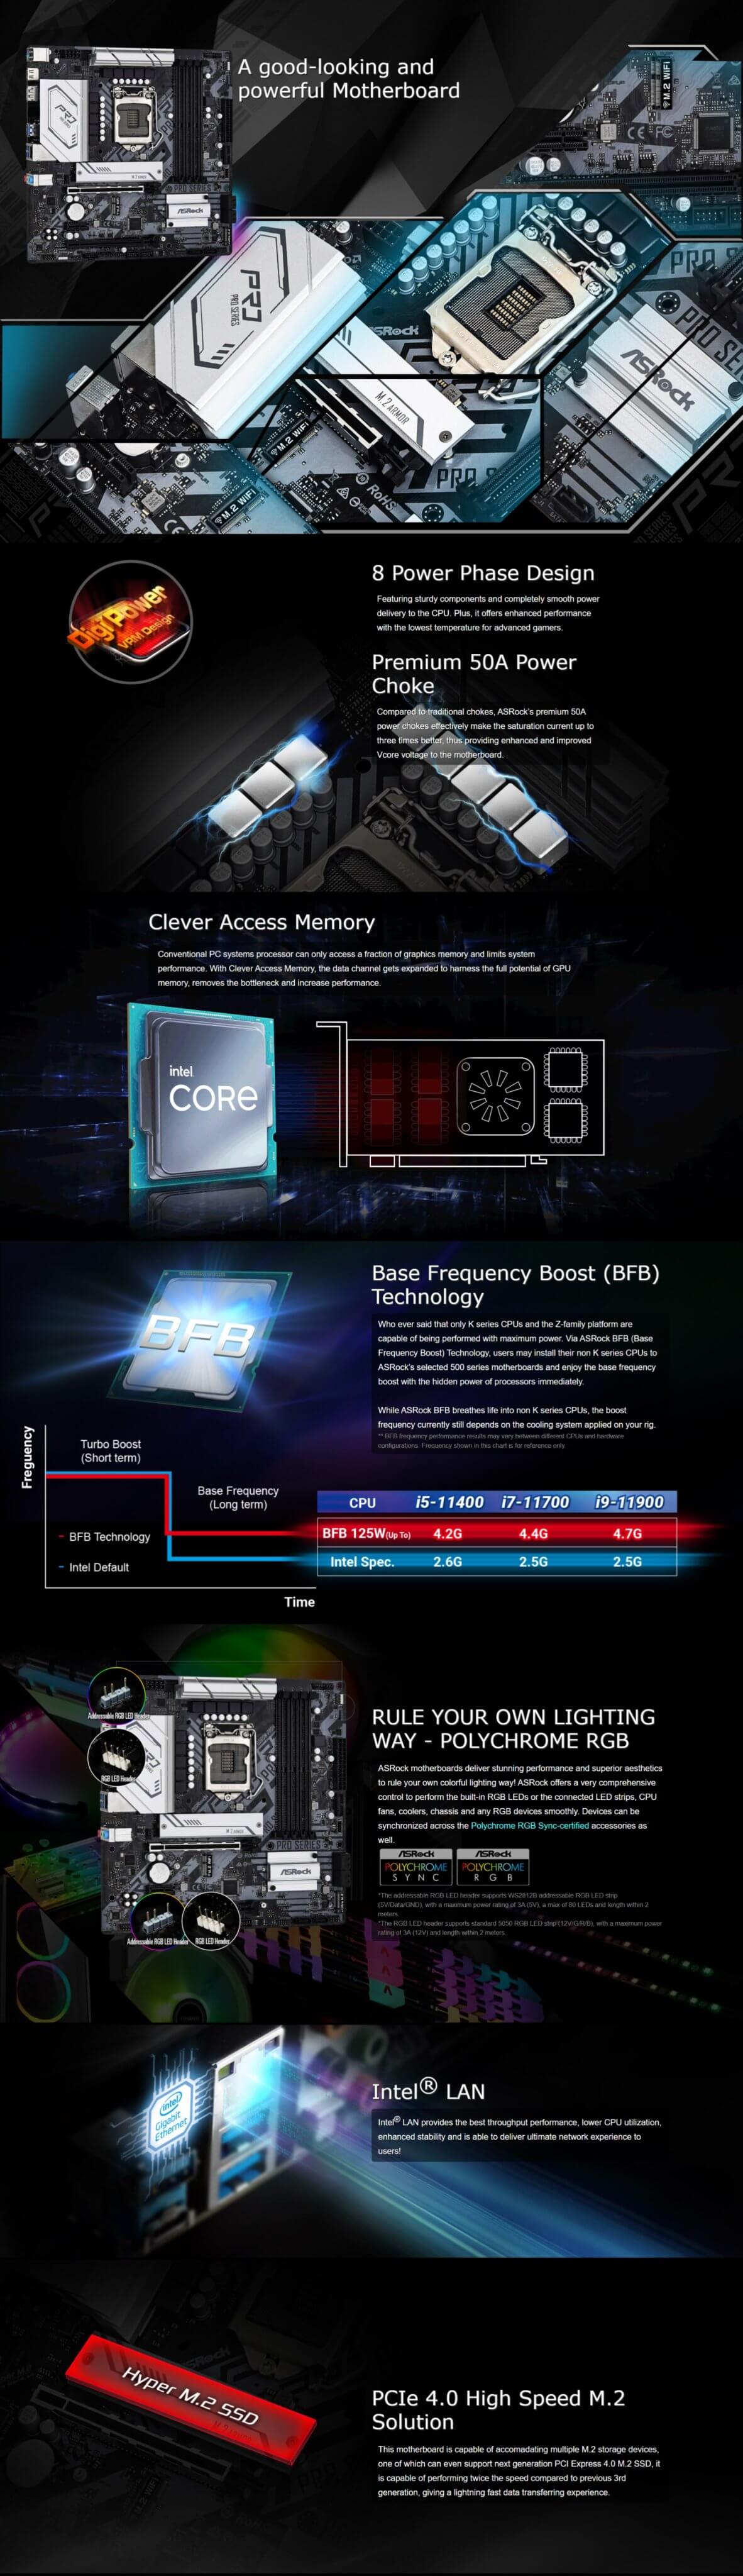 A good-looking and
powerful Motherboard
M.2 WiFi
CE FC
PRO
PRO SERIES
ASRock
PRO SERIES
PRO SERIES
ASRock
M.2 ARMOR
ASRock
M.2 WiFi
M.2 WiFi
RoHS
CE
8 Power Phase Design
Digi Power
VRM Design
Featuring sturdy components and completely smooth power
delivery to the CPU. Plus, it offers enhanced performance
with the lowest temperature for advanced gamers.
Premium 50A Power
Choke
Compared to traditional chokes, ASRock's premium 50A
power chokes effectively make the saturation current up to
three times better, thus providing enhanced and improved
Vcore voltage to the motherboard.
Clever Access Memory
Conventional PC systems processor can only access a fraction of graphics memory and limits system
performance. With Clever Access Memory, the data channel gets expanded to harness the full potential of GPU
memory, removes the bottleneck and increase performance.
intel
CORE
BFB
Base Frequency Boost (BFB)
Technology
Who ever said that only K series CPUs and the Z-family platform are
capable of being performed with maximum power. Via ASRock BFB (Base
Frequency Boost) Technology, users may install their non K series CPUs to
ASRock's selected 500 series motherboards and enjoy the base frequency
boost with the hidden power of processors immediately.
While ASRock BFB breathes life into non K series CPUs, the boost
frequency currently still depends on the cooling system applied on your rig.
** BFB frequency performance results may vary between different CPUs and hardware
configurations. Frequency shown in this chart is for reference only.
Freguency
Turbo Boost
(Short term)
Base Frequency
(Long term)
- BFB Technology
- Intel Default
Time
CPU i5-11400 i7-11700 i9-11900
BFB 125W(Up To) 4.2G 4.4G 4.7G
Intel Spec. 2.6G 2.5G 2.5G
Addressable RGB LED Header
RGB LED Header
PRO SERIES
ASRock
Addressable RGB LED Header
RGB LED Header
RULE YOUR OWN LIGHTING
WAY - POLYCHROME RGB
ASRock motherboards deliver stunning performance and superior aesthetics
to rule your own colorful lighting way! ASRock offers a very comprehensive
control to perform the built-in RGB LEDs or the connected LED strips, CPU
fans, coolers, chassis and any RGB devices smoothly. Devices can be
synchronized across the Polychrome RGB Sync-certified accessories as
well.
ASRock
POLYCHROME
SYNC
ASRock
POLYCHROME
RGB
*The addressable RGB LED header supports WS2812B addressable RGB LED strip
(5V/Data/GND), with a maximum power rating of 3A (5V), a max of 80 LEDs and length within 2
meters.
*The RGB LED header supports standard 5050 RGB LED strip (12V/G/R/B), with a maximum power
rating of 3A (12V) and length within 2 meters.
intel
Gigabit
Ethernet
Intel® LAN
Intel® LAN provides the best throughput performance, lower CPU utilization,
enhanced stability and is able to deliver ultimate network experience to
users!
Hyper M.2 SSD
PCIe 4.0 High Speed M.2
Solution
This motherboard is capable of accomadating multiple M.2 storage devices,
one of which can even support next generation PCI Express 4.0 M.2 SSD, it
is capable of performing twice the speed compared to previous 3rd
generation, giving a lightning fast data transferring experience.